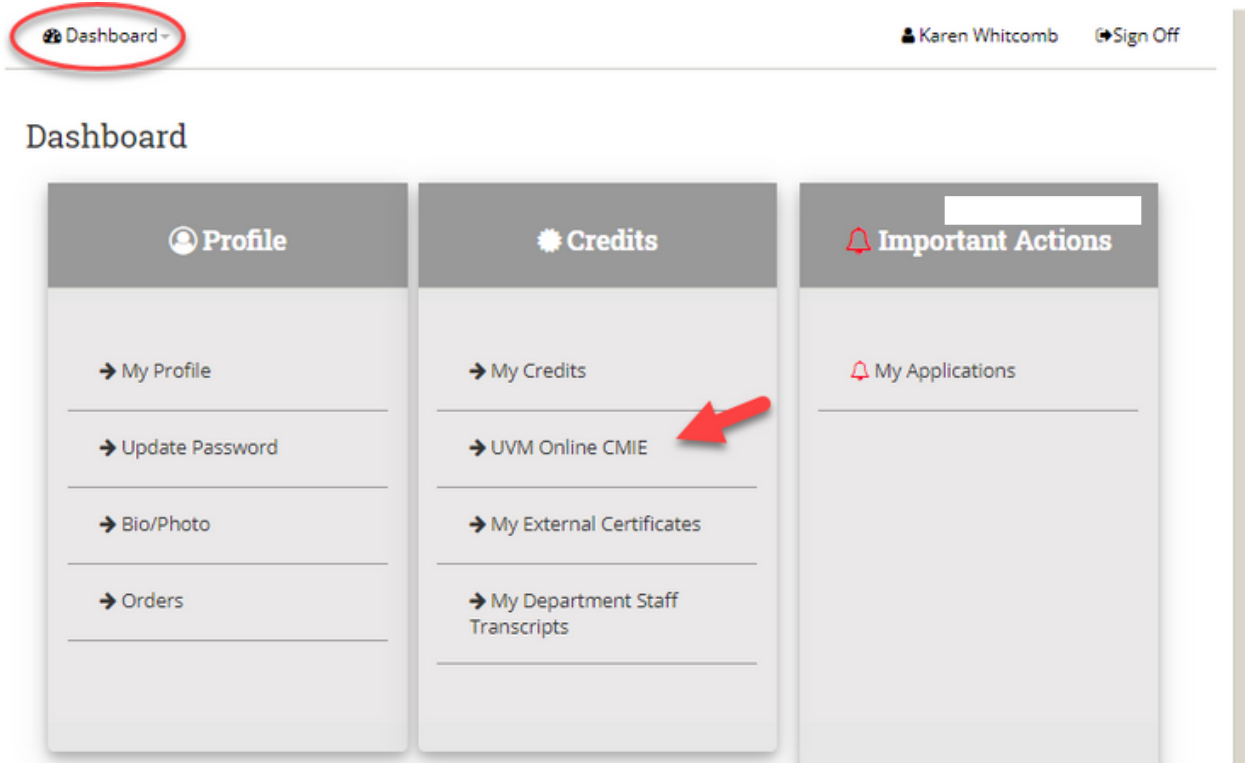 Dashboard
Karen Whitcomb
Sign Off
Dashboard
Profile
My Profile
Update Password
Bio/Photo
Orders
Credits
My Credits
UVM Online CMIE
My External Certificates
My Department Staff
Transcripts
Important Actions
My Applications